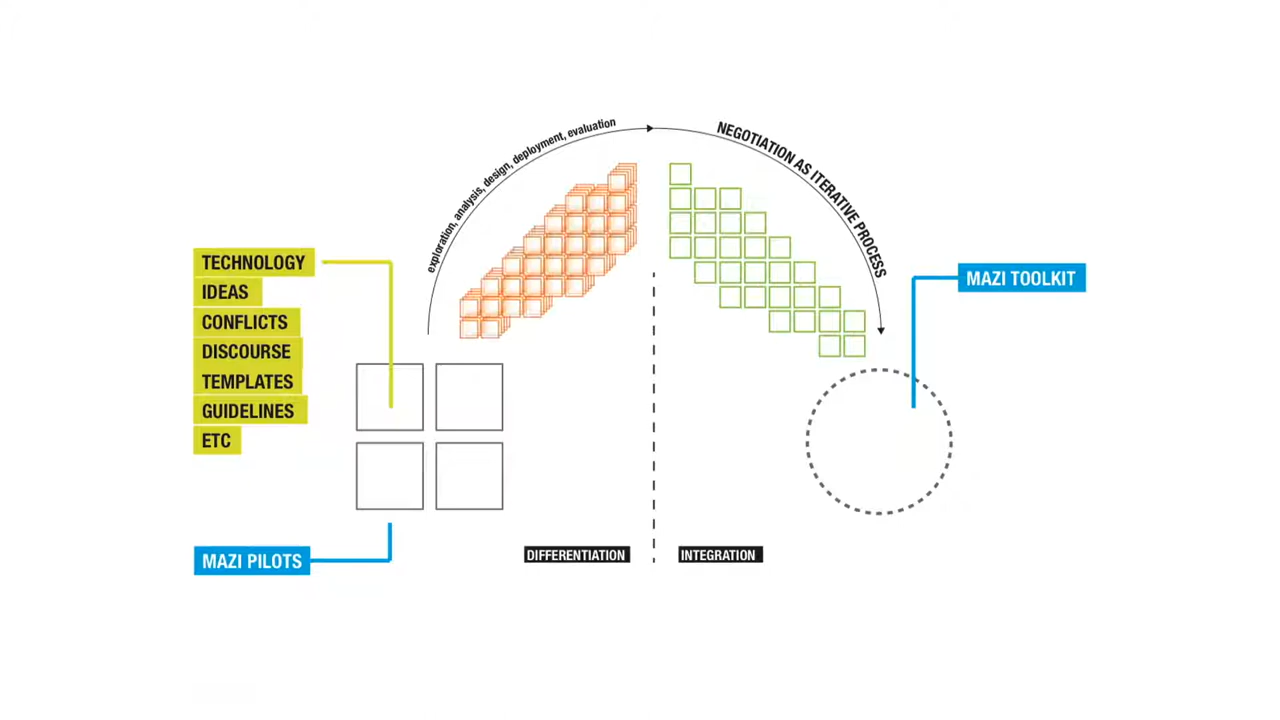 exploration, analysis, design, deployment, evaluation
NEGOTIATION AS ITERATIVE PROCESS
TECHNOLOGY
IDEAS
CONFLICTS
DISCOURSE
TEMPLATES
GUIDELINES
ETC
MAZI TOOLKIT
MAZI PILOTS
DIFFERENTIATION
INTEGRATION